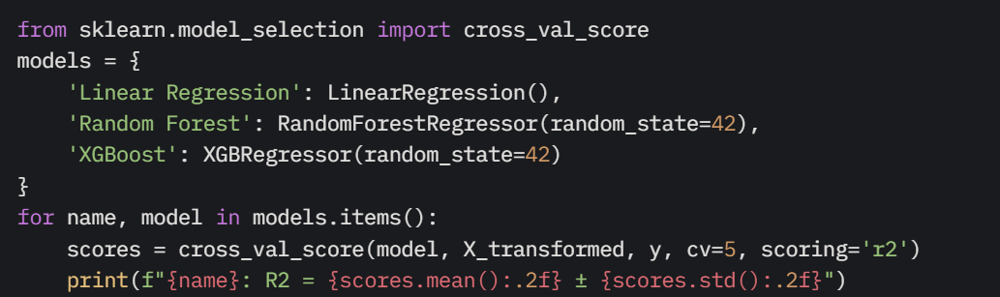 from sklearn.model_selection import cross_val_score
models = {
    'Linear Regression': LinearRegression(),
    'Random Forest': RandomForestRegressor(random_state=42),
    'XGBoost': XGBRegressor(random_state=42)
}
for name, model in models.items():
    scores = cross_val_score(model, X_transformed, y, cv=5, scoring='r2')
    print(f"{name}: R2 = {scores.mean():.2f} ± {scores.std():.2f}")